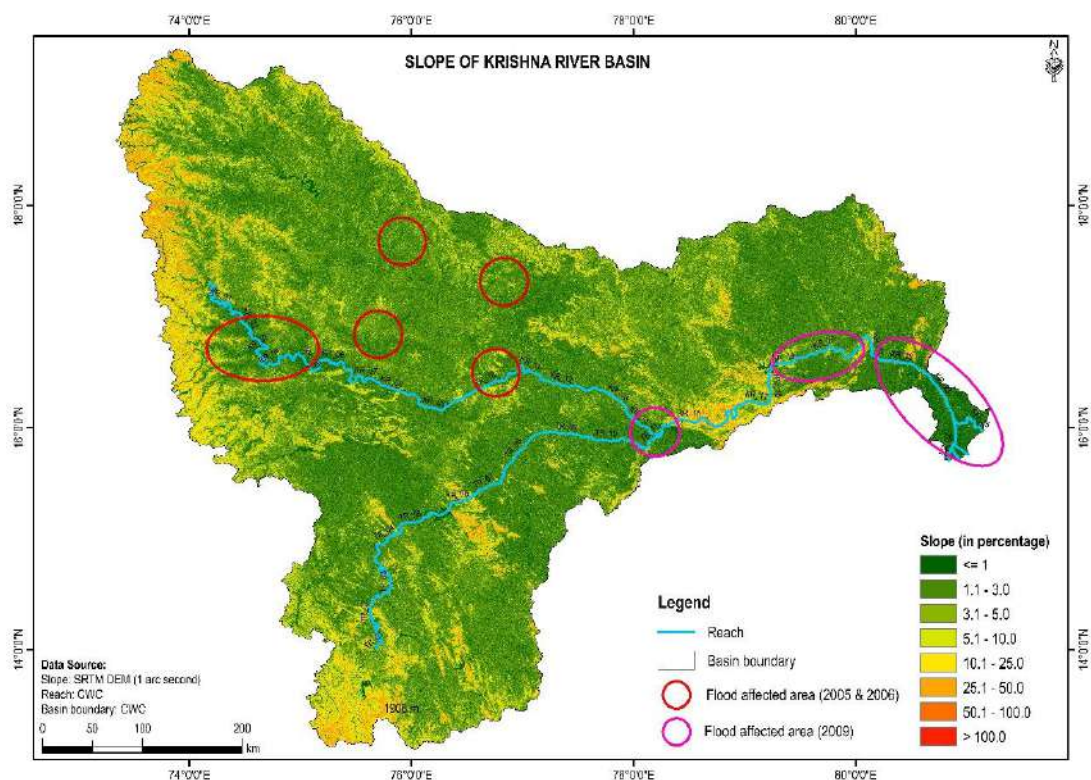 74°0'0"E 76°0'0"E 78°0'0"E 80°0'0"E
SLOPE OF KRISHNA RIVER BASIN
N
18°0'0"N 18°0'0"N
16°0'0"N 16°0'0"N
14°0'0"N 14°0'0"N
Slope (in percentage)
<= 1
1.1 - 3.0
3.1 - 5.0
5.1 - 10.0
10.1 - 25.0
25.1 - 50.0
50.1 - 100.0
> 100.0
Legend
Reach
Basin boundary
Flood affected area (2005 & 2006)
Flood affected area (2009)
1908 m
Data Source:
Slope: SRTM DEM (1 arc second)
Reach: CWC
Basin boundary: CWC
0 50 100 200
km
74°0'0"E 76°0'0"E 78°0'0"E 80°0'0"E